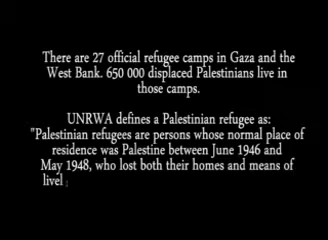 There are 27 official refugee camps in Gaza and the
West Bank. 650 000 displaced Palestinians live in
those camps.
UNRWA defines a Palestinian refugee as:
"Palestinian refugees are persons whose normal place of
residence was Palestine between June 1946 and
May 1948, who lost both their homes and means of
livel